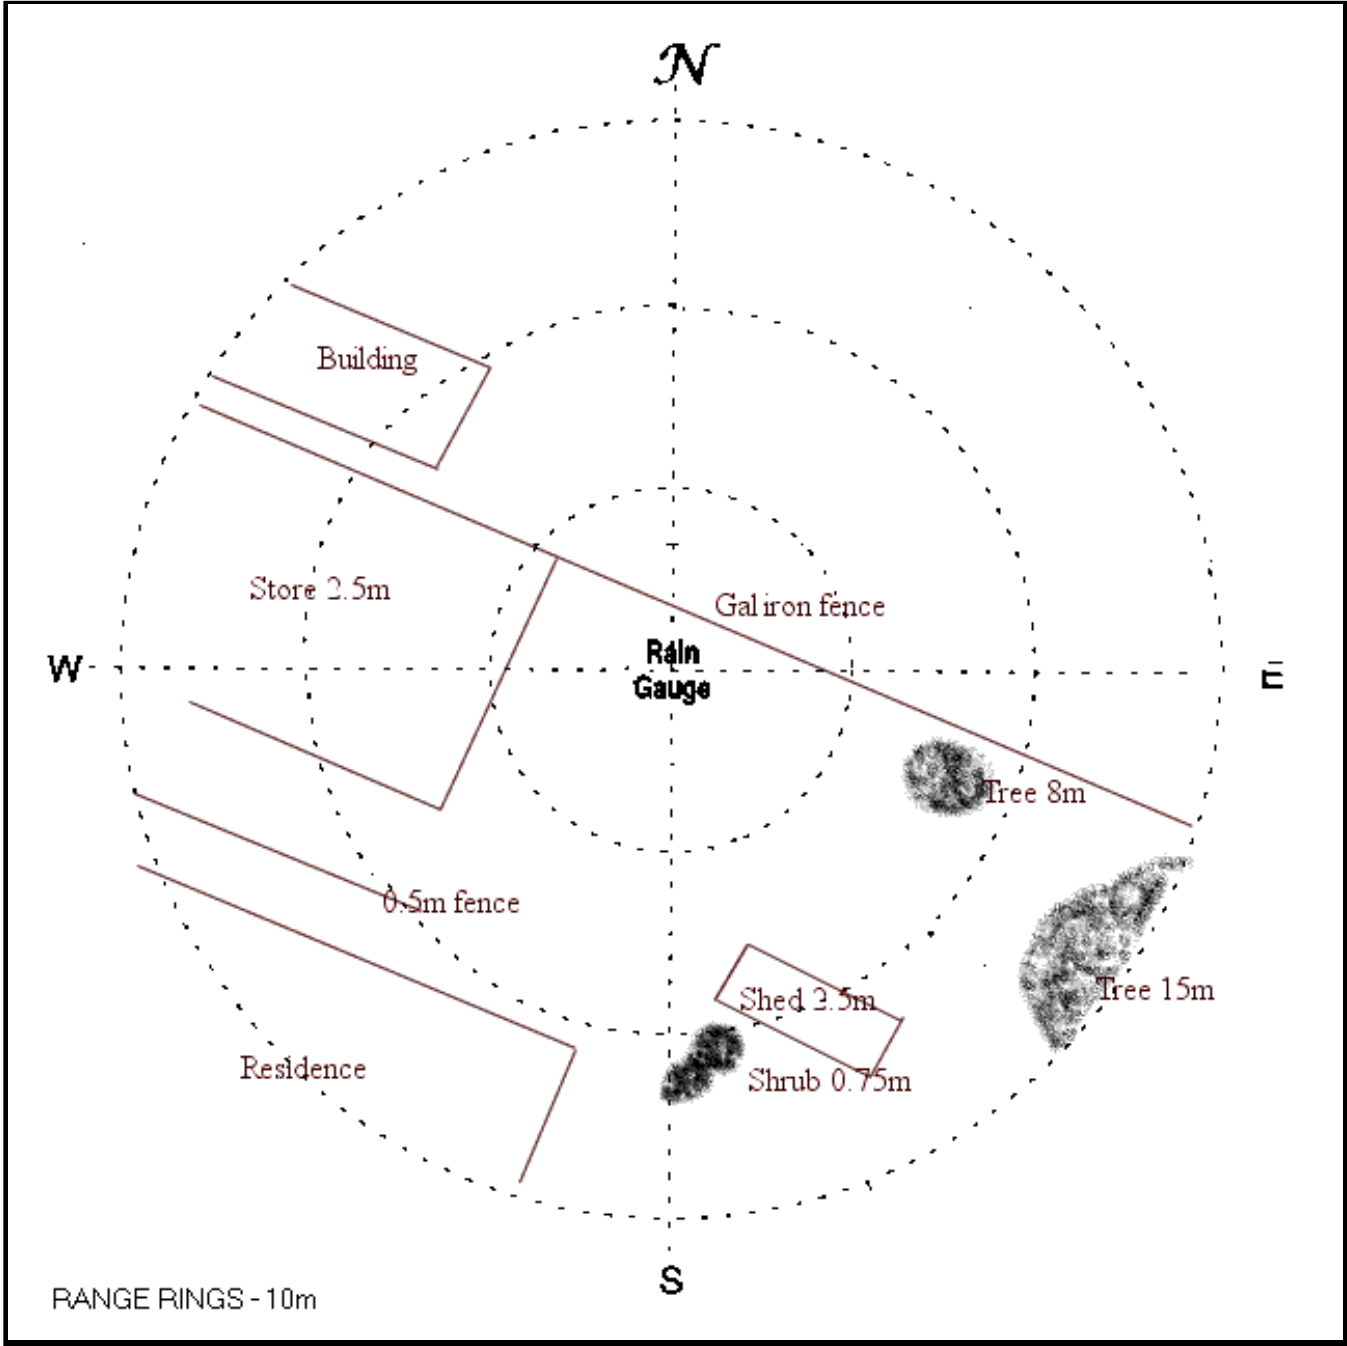 N
Building
Store 2.5m
Gal iron fence
W
Rain
Gauge
E
Tree 8m
0.5m fence
Shed 2.5m
Tree 15m
Residence
Shrub 0.75m
S
RANGE RINGS - 10m